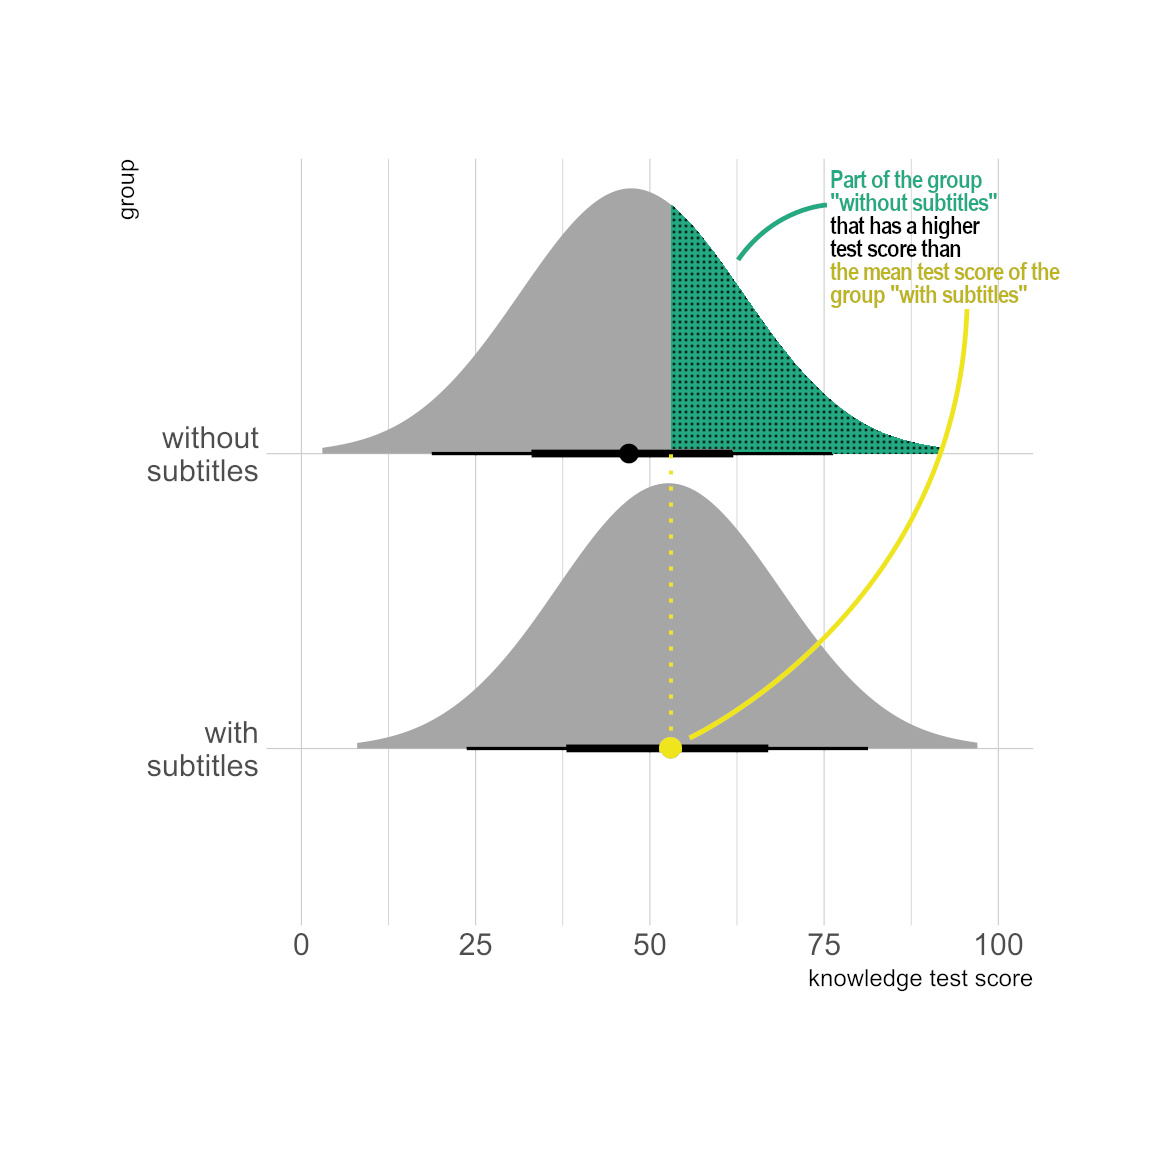 group
Part of the group
"without subtitles"
that has a higher
test score than
the mean test score of the
group "with subtitles"
without
subtitles
with
subtitles
0 25 50 75 100
knowledge test score